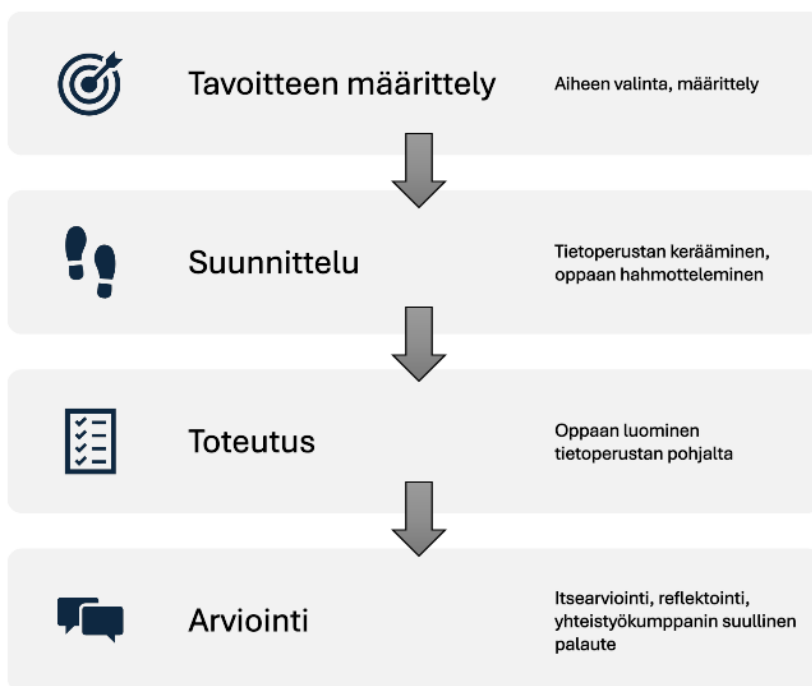 Tavoitteen määrittely
Aiheen valinta, määrittely
Suunnittelu
Tietoperustan kerääminen,
oppaan hahmotteleminen
Toteutus
Oppaan luominen
tietoperustan pohjalta
Arviointi
Itsearviointi, reflektointi,
yhteistyökumppanin suullinen
palaute